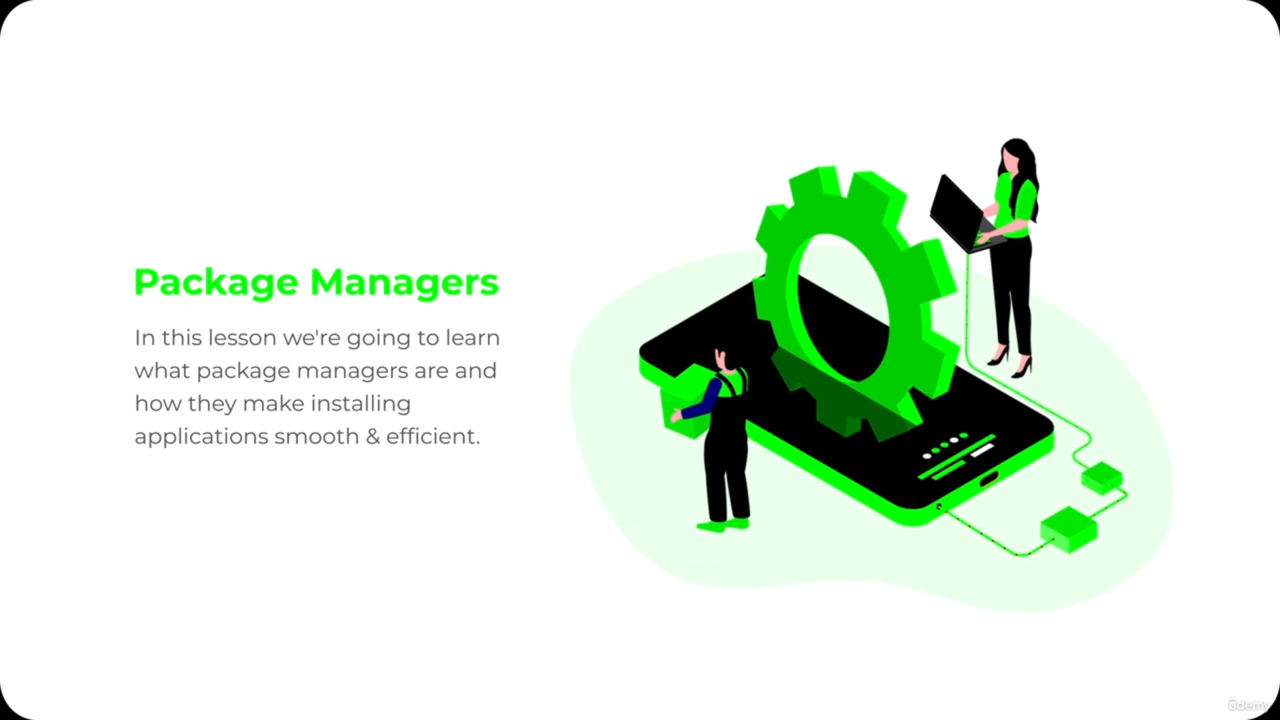 Package Managers
In this lesson we're going to learn
what package managers are and
how they make installing
applications smooth & efficient.
ûdemy